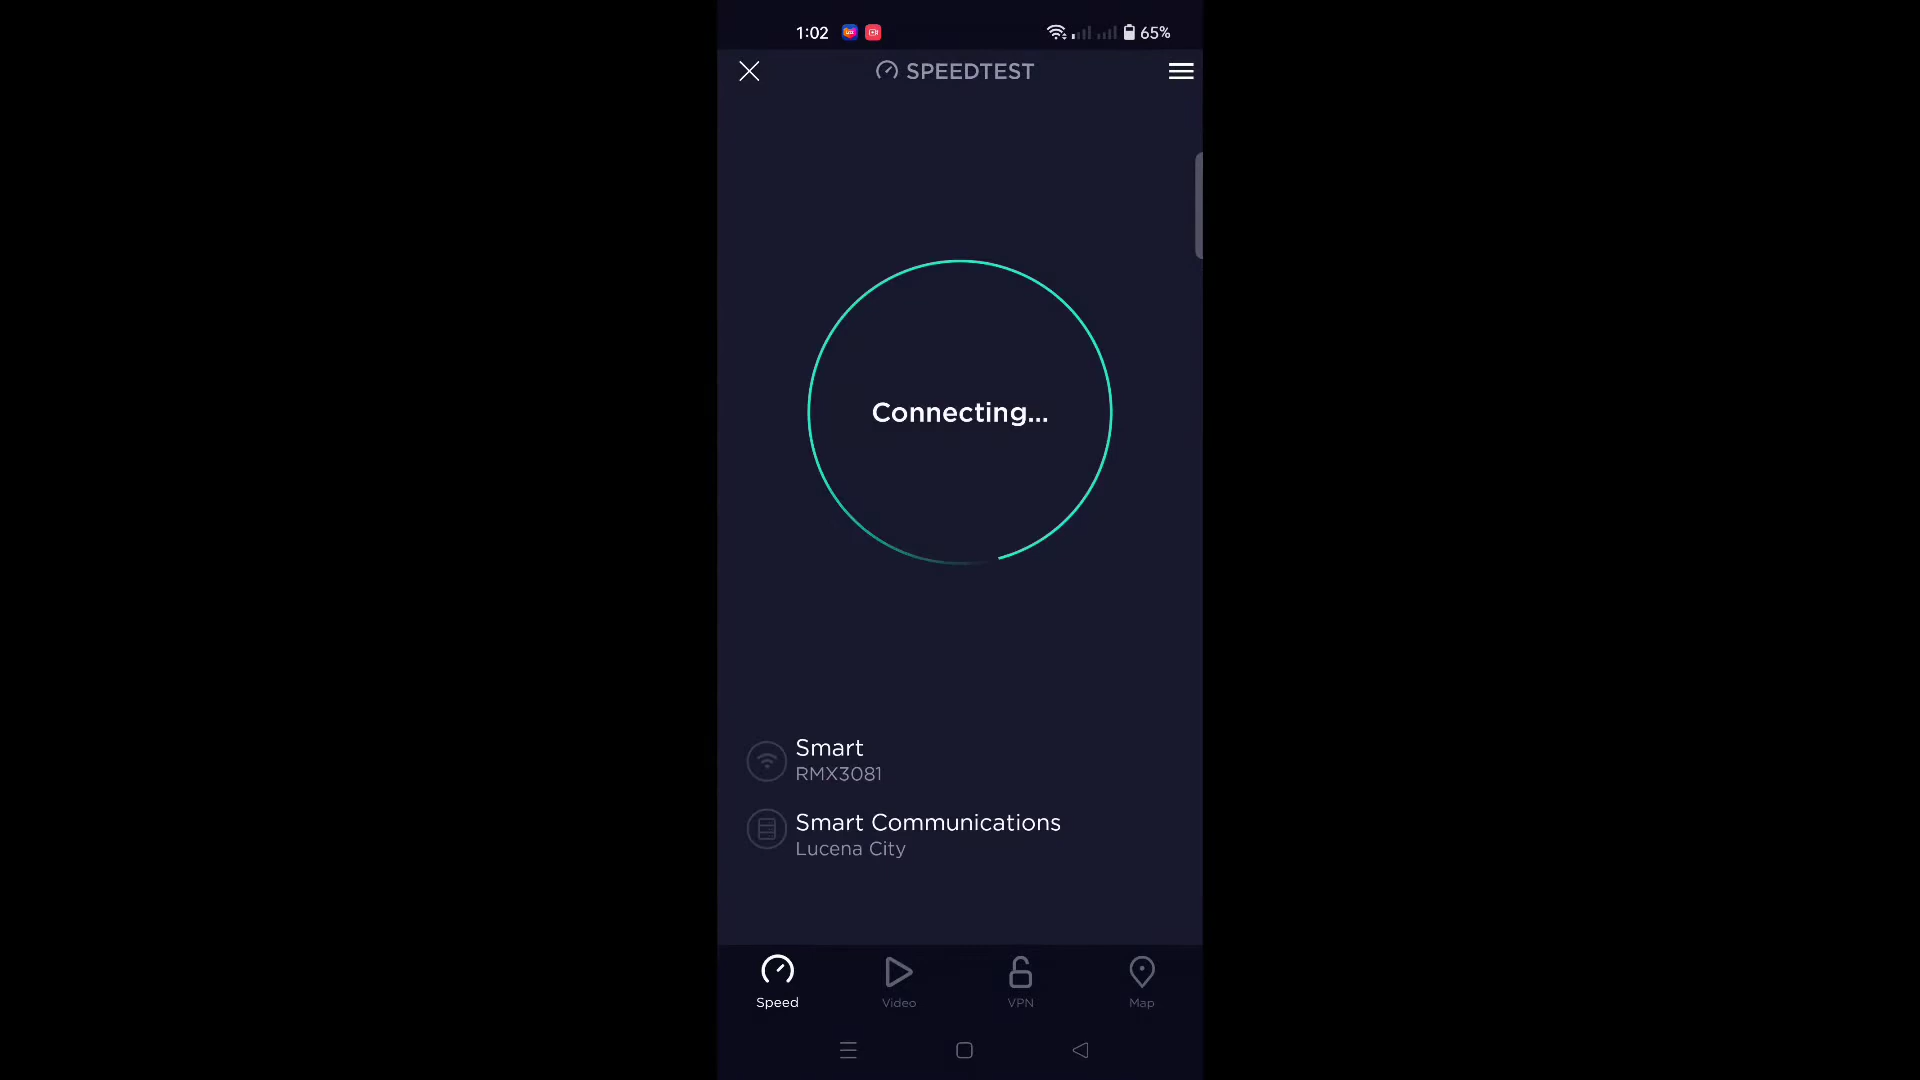 1:02
65%
SPEEDTEST
Connecting...
Smart
RMX3081
Smart Communications
Lucena City
Speed
Video
VPN
Map